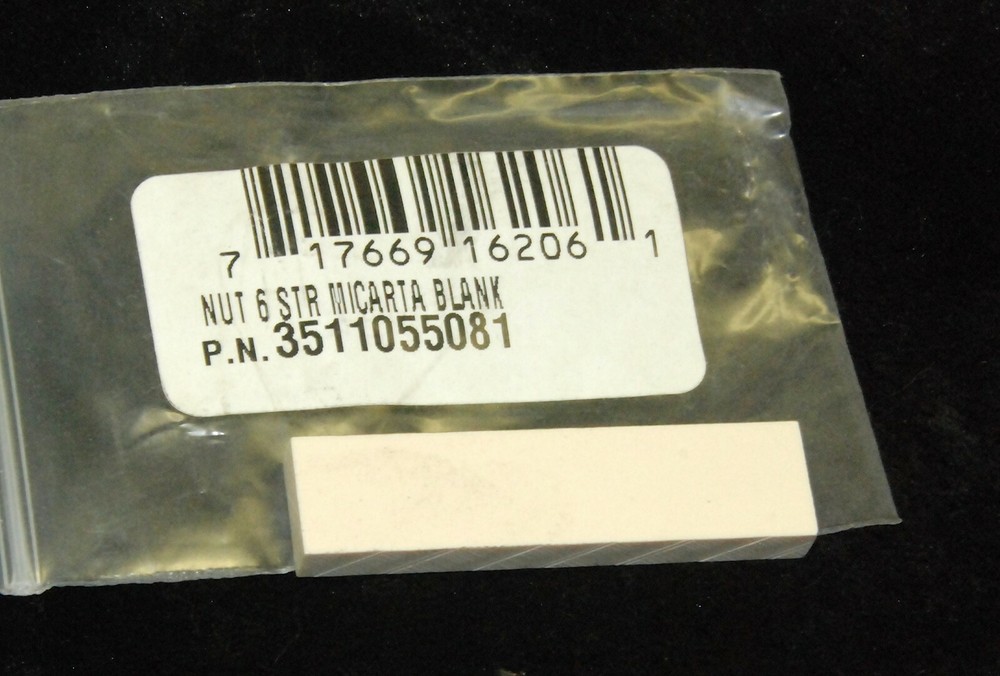 7 17669 16206 1
NUT 6 STR MICARTA BLANK
P.N. 3511055081